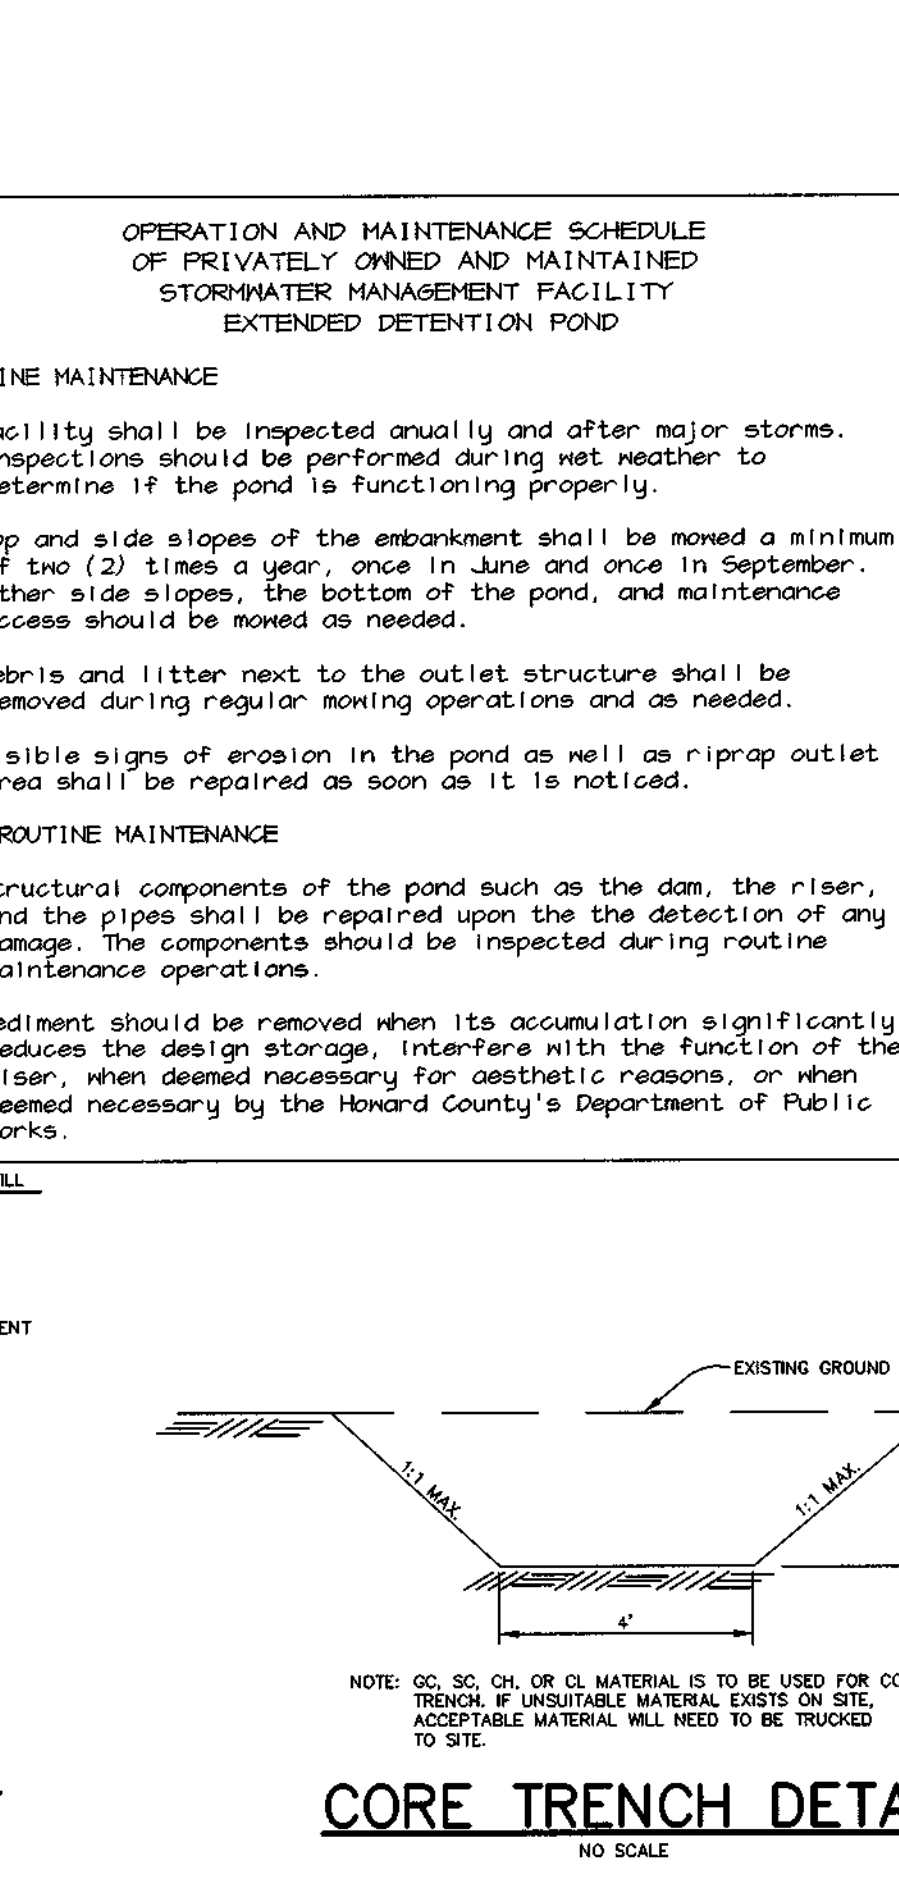 OPERATION AND MAINTENANCE SCHEDULE
OF PRIVATELY OWNED AND MAINTAINED
STORMWATER MANAGEMENT FACILITY
EXTENDED DETENTION POND
INE MAINTENANCE
acility shall be inspected anually and after major storms.
nspections should be performed during wet weather to
etermine if the pond is functioning properly.
op and side slopes of the embankment shall be mowed a minimum
f two (2) times a year, once in June and once in September.
ther side slopes, the bottom of the pond, and maintenance
ccess should be mowed as needed.
ebris and litter next to the outlet structure shall be
emoved during regular mowing operations and as needed.
isible signs of erosion in the pond as well as riprap outlet
rea shall be repaired as soon as it is noticed.
ROUTINE MAINTENANCE
tructural components of the pond such as the dam, the riser,
nd the pipes shall be repaired upon the the detection of any
amage. The components should be inspected during routine
aintenance operations.
ediment should be removed when its accumulation significantly
educes the design storage, interfere with the function of the
iser, when deemed necessary for aesthetic reasons, or when
eemed necessary by the Howard County's Department of Public
orks.
ILL
ENT
EXISTING GROUND
1:1 MAX.
1:1 MAX.
4'
NOTE: GC, SC, CH, OR CL MATERIAL IS TO BE USED FOR CO
TRENCH. IF UNSUITABLE MATERIAL EXISTS ON SITE,
ACCEPTABLE MATERIAL WILL NEED TO BE TRUCKED
TO SITE.
CORE TRENCH DETA
NO SCALE